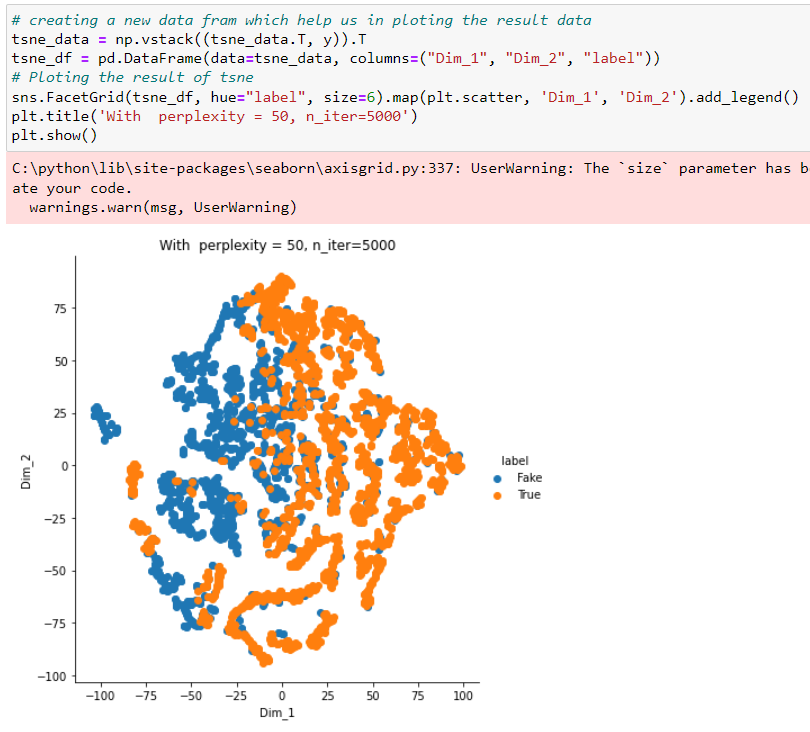 # creating a new data fram which help us in ploting the result data
tsne_data = np.vstack((tsne_data.T, y)).T
tsne_df = pd.DataFrame(data=tsne_data, columns=("Dim_1", "Dim_2", "label"))
# Ploting the result of tsne
sns.FacetGrid(tsne_df, hue="label", size=6).map(plt.scatter, 'Dim_1', 'Dim_2').add_legend()
plt.title('With  perplexity = 50, n_iter=5000')
plt.show()
C:\python\lib\site-packages\seaborn\axisgrid.py:337: UserWarning: The `size` parameter has b
ate your code.
  warnings.warn(msg, UserWarning)
With  perplexity = 50, n_iter=5000
75
50
25
0
−25
−50
−75
−100
Dim_2
label
Fake
True
−100 −75 −50 −25 0 25 50 75 100
Dim_1